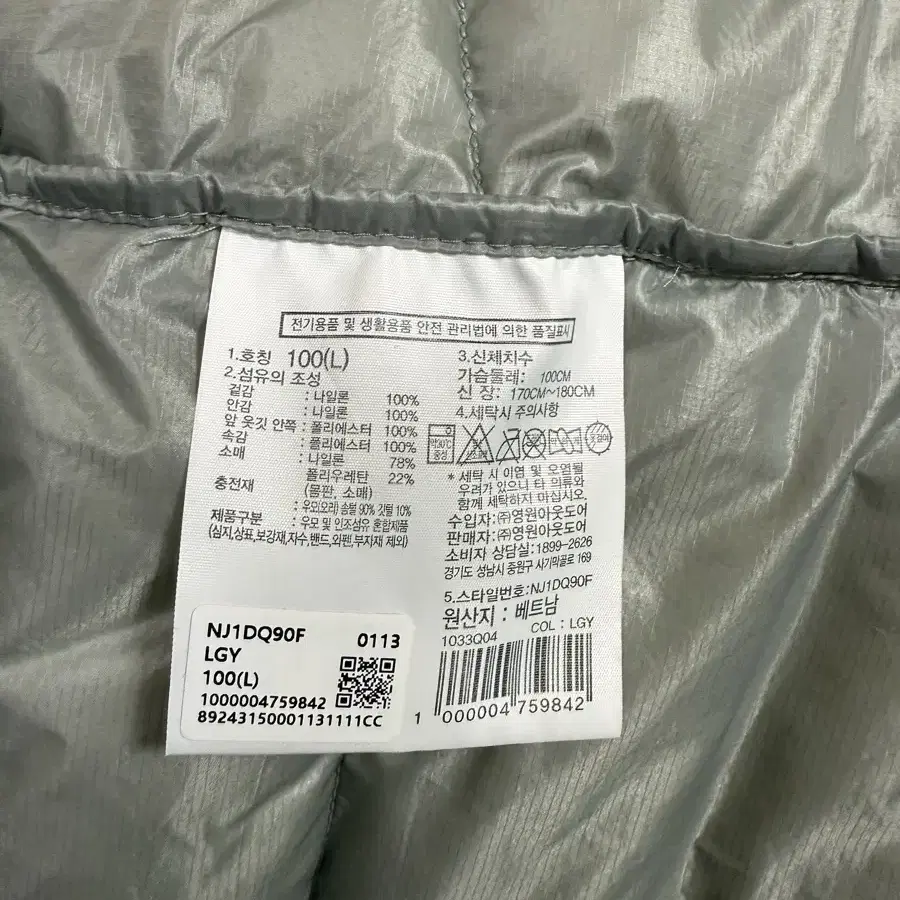 전기용품 및 생활용품 안전 관리법에 의한 품질표시
1.호칭 100(L)
2.섬유의 조성
겉감 : 나일론 100%
안감 : 나일론 100%
앞 웃깃 안쪽 : 폴리에스터 100%
속감 : 폴리에스터 100%
소매 : 나일론 78%
폴리우레탄 22%
충전재 (몸판, 소매)
: 우모(오리) 솜털 90% 깃털 10%
제품구분 : 우모 및 인조섬유 혼합제품
(심지,상표,보강재,자수,밴드,와펜,부자재 제외)
3.신체치수
가슴둘레: 100CM
신 장: 170CM~180CM
4.세탁시 주의사항
약30℃
중성
옷걸이
* 세탁 시 이염 및 오염될
우려가 있으니 타 의류와
함께 세탁하지 마십시오.
수입자:㈜영원아웃도어
판매자:㈜영원아웃도어
소비자 상담실:1899-2626
경기도 성남시 중원구 사기막골로 169
5.스타일번호:NJ1DQ90F
원산지 : 베트남
1033Q04 COL : LGY
1 000004 759842
NJ1DQ90F 0113
LGY
100(L)
1000004759842
89243150001131111CC